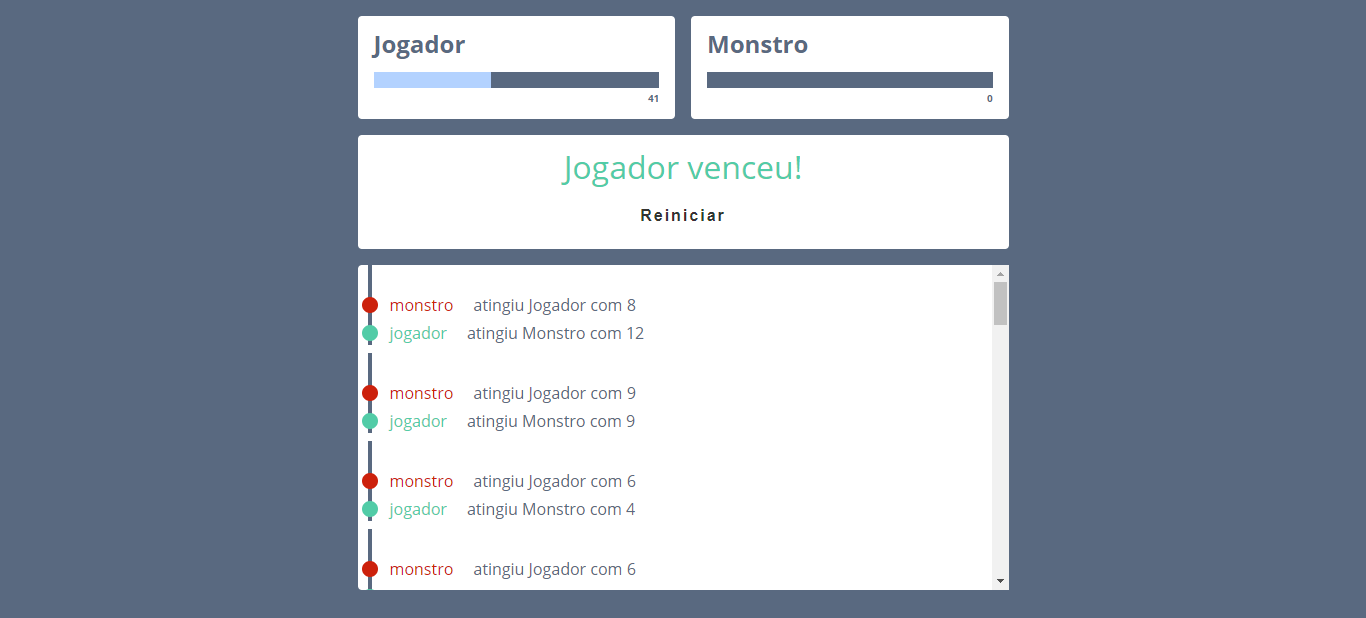 Jogador
41
Monstro
0
Jogador venceu!
Reiniciar
monstro atingiu Jogador com 8
jogador atingiu Monstro com 12
monstro atingiu Jogador com 9
jogador atingiu Monstro com 9
monstro atingiu Jogador com 6
jogador atingiu Monstro com 4
monstro atingiu Jogador com 6